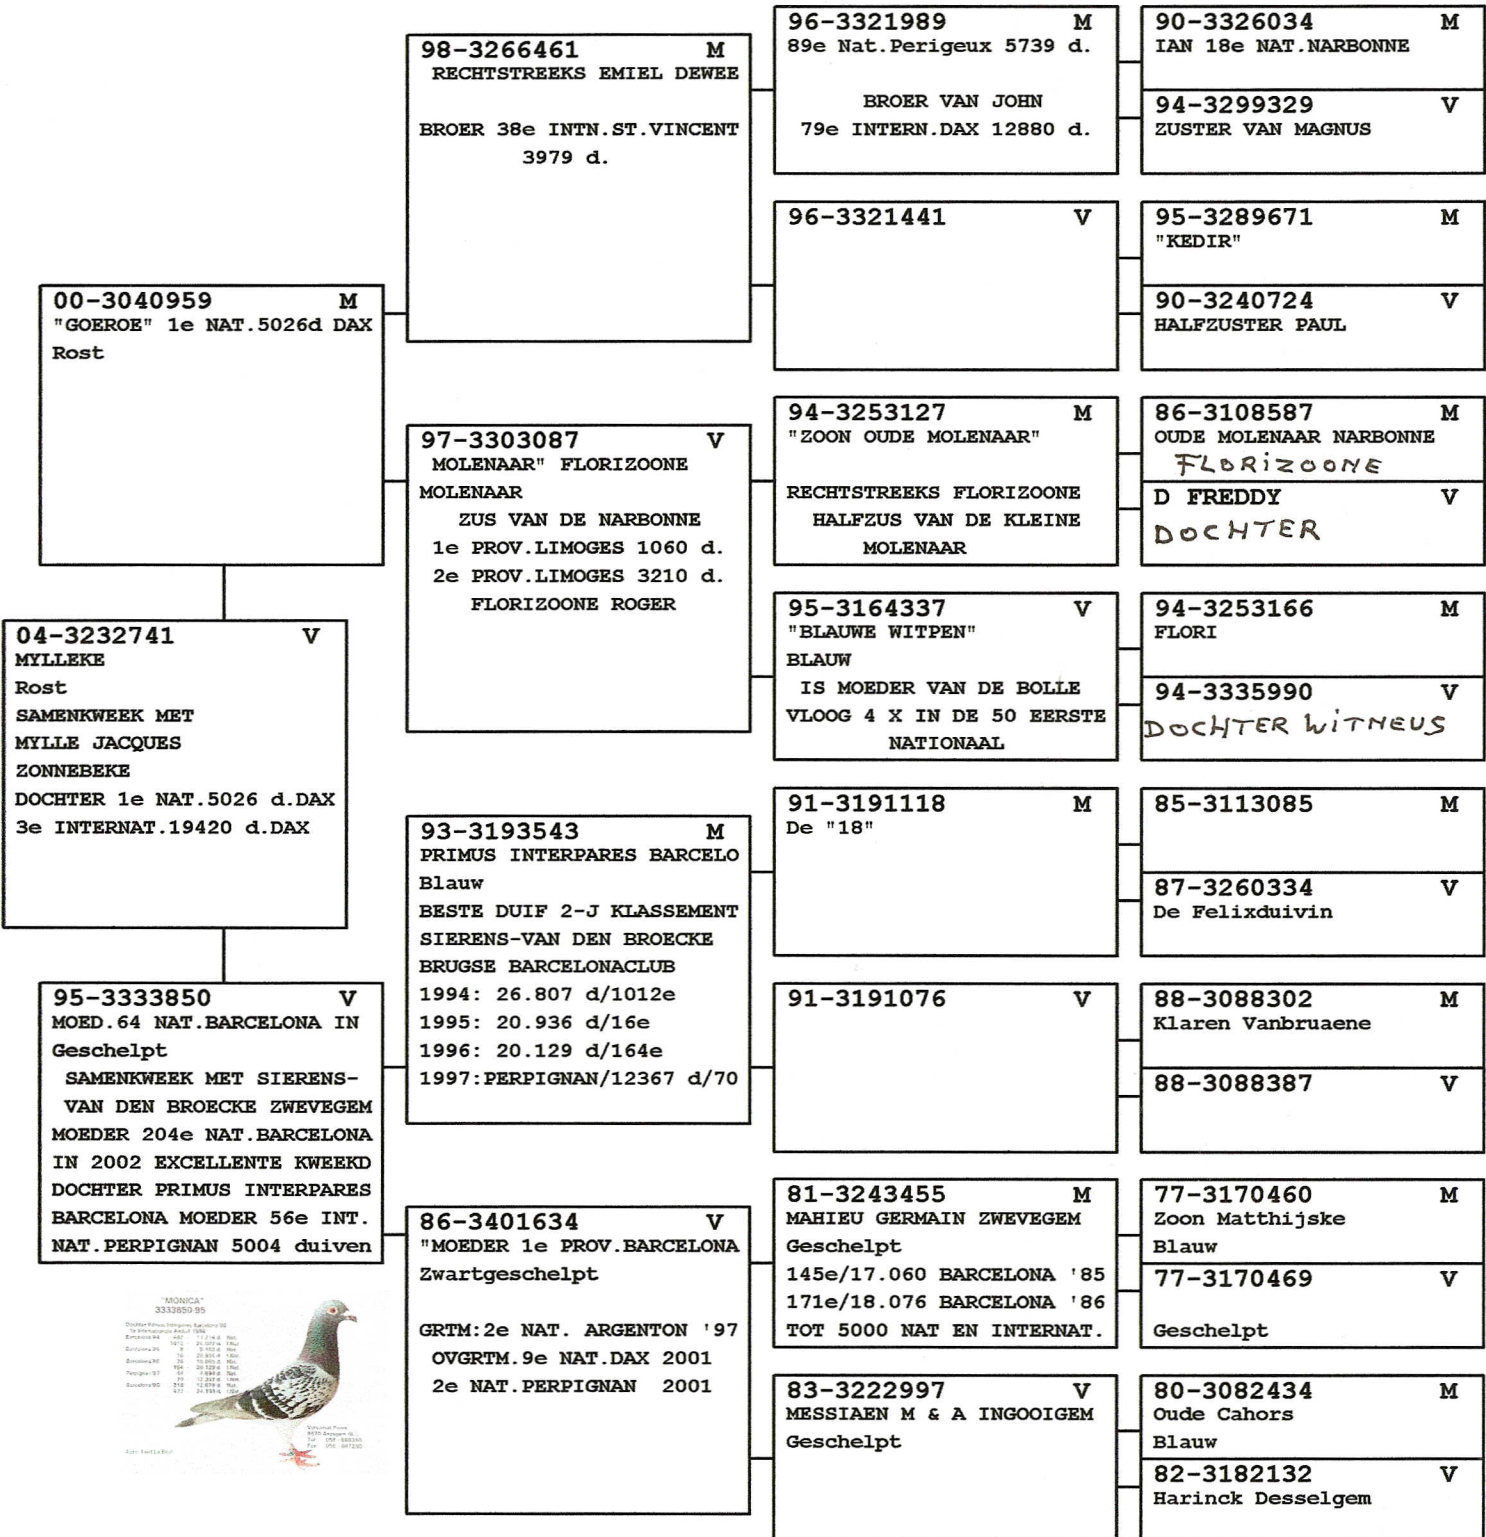 04-3232741 V
MYLLEKE
Rost
SAMENKWEEK MET
MYLLE JACQUES
ZONNEBEKE
DOCHTER 1e NAT.5026 d.DAX
3e INTERNAT.19420 d.DAX
00-3040959 M
"GOEROE" 1e NAT.5026d DAX
Rost
95-3333850 V
MOED.64 NAT.BARCELONA IN
Geschelpt
SAMENKWEEK MET SIERENS-
VAN DEN BROECKE ZWEVEGEM
MOEDER 204e NAT.BARCELONA
IN 2002 EXCELLENTE KWEEKD
DOCHTER PRIMUS INTERPARES
BARCELONA MOEDER 56e INT.
NAT.PERPIGNAN 5004 duiven
"MONICA"
3333850-95
98-3266461 M
RECHTSTREEKS EMIEL DEWEE
BROER 38e INTN.ST.VINCENT
3979 d.
97-3303087 V
MOLENAAR" FLORIZOONE
MOLENAAR
ZUS VAN DE NARBONNE
1e PROV.LIMOGES 1060 d.
2e PROV.LIMOGES 3210 d.
FLORIZOONE ROGER
93-3193543 M
PRIMUS INTERPARES BARCELO
Blauw
BESTE DUIF 2-J KLASSEMENT
SIERENS-VAN DEN BROECKE
BRUGSE BARCELONACLUB
1994: 26.807 d/1012e
1995: 20.936 d/16e
1996: 20.129 d/164e
1997:PERPIGNAN/12367 d/70
86-3401634 V
"MOEDER 1e PROV.BARCELONA
Zwartgeschelpt
GRTM:2e NAT. ARGENTON '97
OVGRTM.9e NAT.DAX 2001
2e NAT.PERPIGNAN 2001
96-3321989 M
89e Nat.Perigeux 5739 d.
BROER VAN JOHN
79e INTERN.DAX 12880 d.
96-3321441 V
94-3253127 M
"ZOON OUDE MOLENAAR"
RECHTSTREEKS FLORIZOONE
HALFZUS VAN DE KLEINE
MOLENAAR
95-3164337 V
"BLAUWE WITPEN"
BLAUW
IS MOEDER VAN DE BOLLE
VLOOG 4 X IN DE 50 EERSTE
NATIONAAL
91-3191118 M
De "18"
91-3191076 V
81-3243455 M
MAHIEU GERMAIN ZWEVEGEM
Geschelpt
145e/17.060 BARCELONA '85
171e/18.076 BARCELONA '86
TOT 5000 NAT EN INTERNAT.
83-3222997 V
MESSIAEN M & A INGOOIGEM
Geschelpt
90-3326034 M
IAN 18e NAT.NARBONNE
94-3299329 V
ZUSTER VAN MAGNUS
95-3289671 M
"KEDIR"
90-3240724 V
HALFZUSTER PAUL
86-3108587 M
OUDE MOLENAAR NARBONNE
FLORIZOONE
D FREDDY V
DOCHTER
94-3253166 M
FLORI
94-3335990 V
DOCHTER WITNEUS
85-3113085 M
87-3260334 V
De Felixduivin
88-3088302 M
Klaren Vanbruaene
88-3088387 V
77-3170460 M
Zoon Matthijske
Blauw
77-3170469 V
Geschelpt
80-3082434 M
Oude Cahors
Blauw
82-3182132 V
Harinck Desselgem